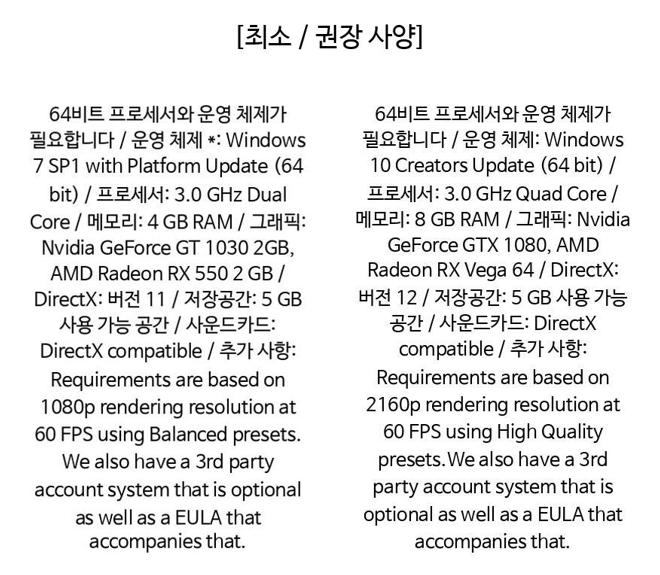 [최소 / 권장 사양]
64비트 프로세서와 운영 체제가
필요합니다 / 운영 체제 *: Windows
7 SP1 with Platform Update (64
bit) / 프로세서: 3.0 GHz Dual
Core / 메모리: 4 GB RAM / 그래픽:
Nvidia GeForce GT 1030 2GB,
AMD Radeon RX 550 2 GB /
DirectX: 버전 11 / 저장공간: 5 GB
사용 가능 공간 / 사운드카드:
DirectX compatible / 추가 사항:
Requirements are based on
1080p rendering resolution at
60 FPS using Balanced presets.
We also have a 3rd party
account system that is optional
as well as a EULA that
accompanies that.
64비트 프로세서와 운영 체제가
필요합니다 / 운영 체제: Windows
10 Creators Update (64 bit) /
프로세서: 3.0 GHz Quad Core /
메모리: 8 GB RAM / 그래픽: Nvidia
GeForce GTX 1080, AMD
Radeon RX Vega 64 / DirectX:
버전 12 / 저장공간: 5 GB 사용 가능
공간 / 사운드카드: DirectX
compatible / 추가 사항:
Requirements are based on
2160p rendering resolution at
60 FPS using High Quality
presets.We also have a 3rd
party account system that is
optional as well as a EULA that
accompanies that.